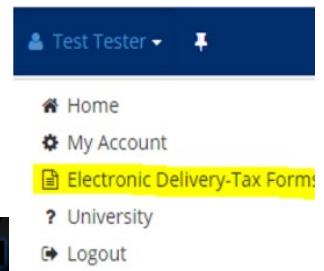 Test Tester
Home
My Account
Electronic Delivery-Tax Forms
? University
Logout